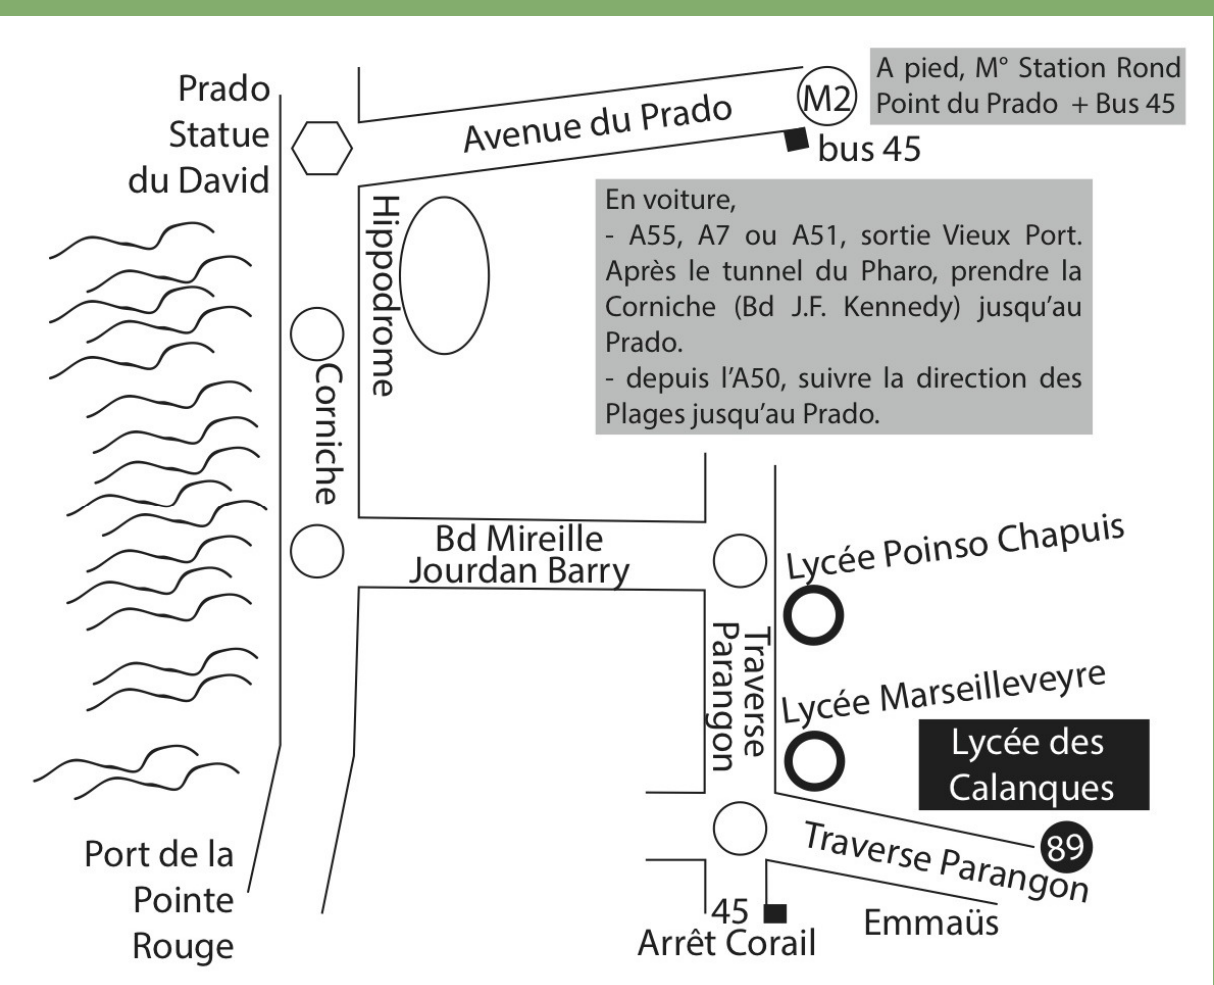 Prado
Statue
du David
Avenue du Prado
M2
A pied, M° Station Rond
Point du Prado + Bus 45
bus 45
Hippodrome
En voiture,
- A55, A7 ou A51, sortie Vieux Port.
Après le tunnel du Pharo, prendre la
Corniche (Bd J.F. Kennedy) jusqu'au
Prado.
- depuis l'A50, suivre la direction des
Plages jusqu'au Prado.
Corniche
Bd Mireille
Jourdan Barry
Lycée Poinso Chapuis
Traverse
Parangon
Lycée Marseilleveyre
Lycée des
Calanques
Traverse Parangon
89
Port de la
Pointe
Rouge
45
Arrêt Corail
Emmaüs